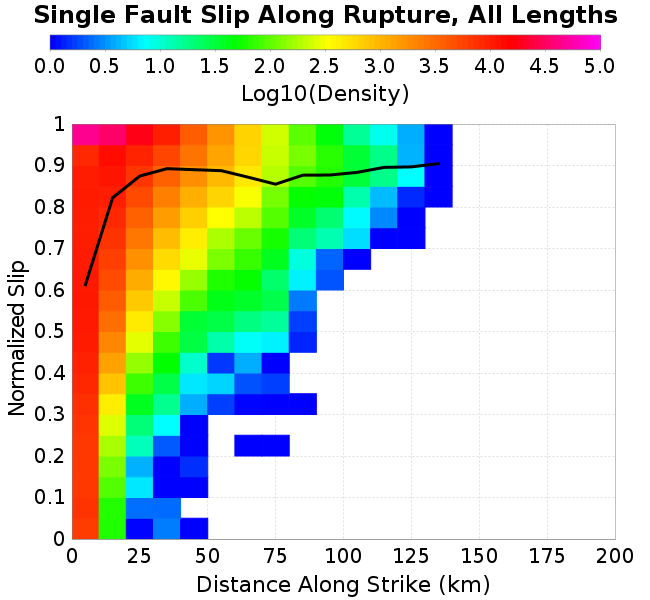 Single Fault Slip Along Rupture, All Lengths
0.0 0.5 1.0 1.5 2.0 2.5 3.0 3.5 4.0 4.5 5.0
Log10(Density)
1
0.9
0.8
0.7
0.6
0.5
0.4
0.3
0.2
0.1
0
Normalized Slip
0 25 50 75 100 125 150 175 200
Distance Along Strike (km)